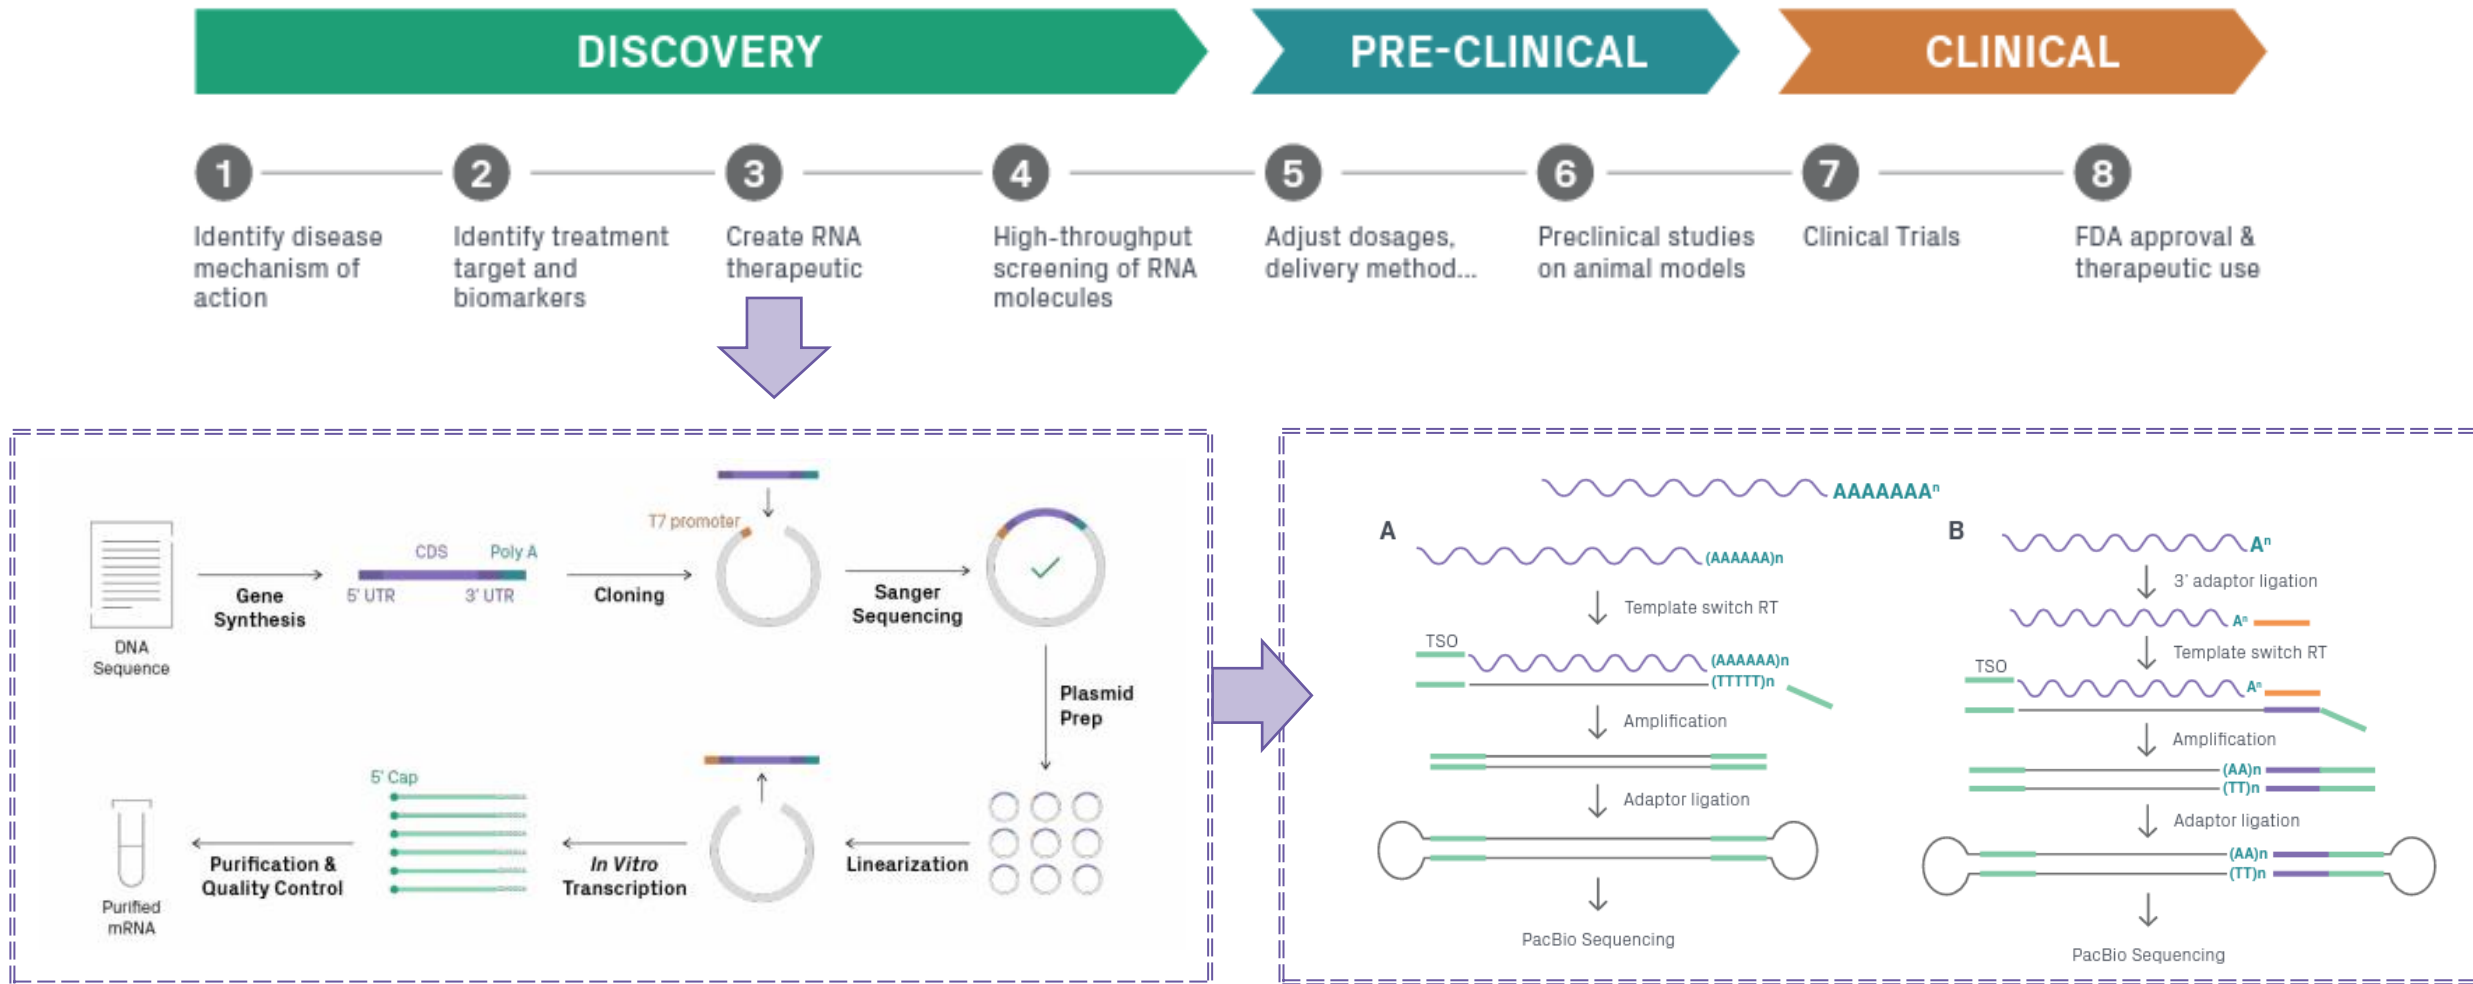 DISCOVERY
PRE-CLINICAL
CLINICAL
1
2
3
4
5
6
7
8
Identify disease
mechanism of
action
Identify treatment
target and
biomarkers
Create RNA
therapeutic
High-throughput
screening of RNA
molecules
Adjust dosages,
delivery method...
Preclinical studies
on animal models
Clinical Trials
FDA approval &
therapeutic use
DNA
Sequence
Gene
Synthesis
CDS
Poly A
5' UTR
3' UTR
Cloning
T7 promoter
Sanger
Sequencing
Plasmid
Prep
Linearization
In Vitro
Transcription
5' Cap
Purification &
Quality Control
Purified
mRNA
AAAAAAAⁿ
A
(AAAAAA)n
Template switch RT
TSO
(AAAAAA)n
(TTTTT)n
Amplification
Adaptor ligation
PacBio Sequencing
B
Aⁿ
3' adaptor ligation
Aⁿ
Template switch RT
TSO
Aⁿ
Amplification
(AA)n
(TT)n
Adaptor ligation
(AA)n
(TT)n
PacBio Sequencing